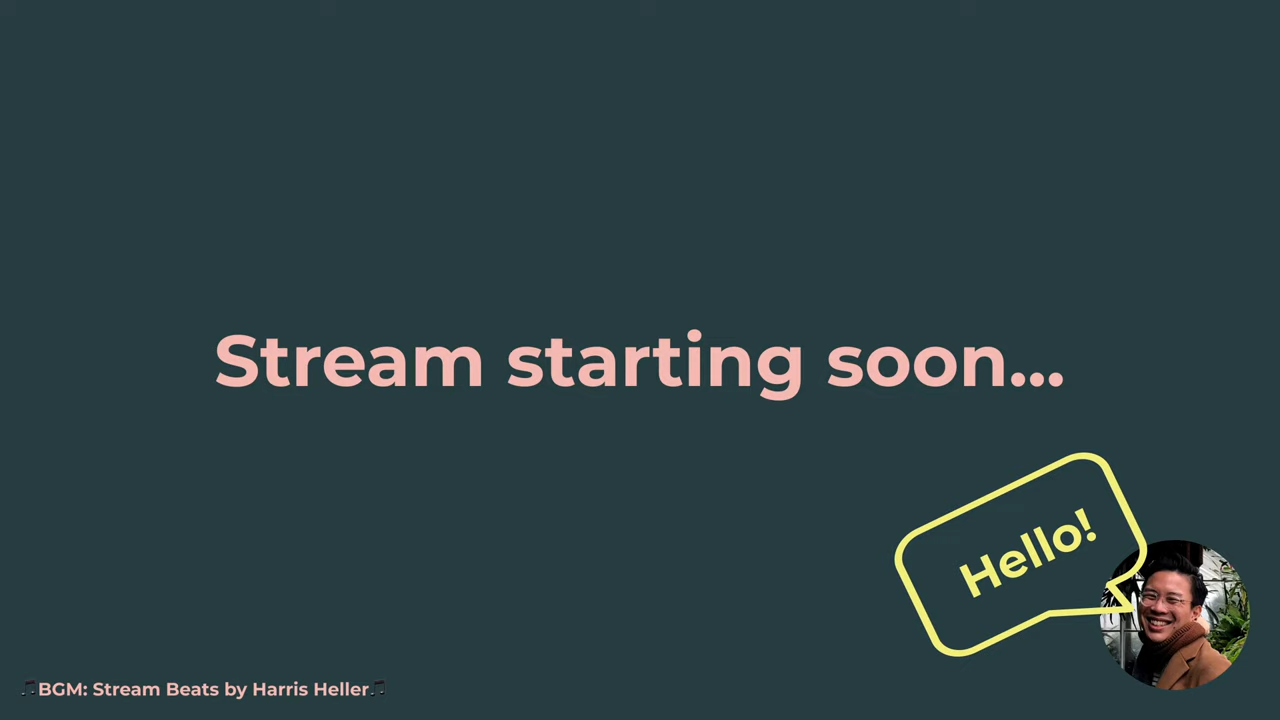 Stream starting soon...
Hello!
🎵BGM: Stream Beats by Harris Heller🎵